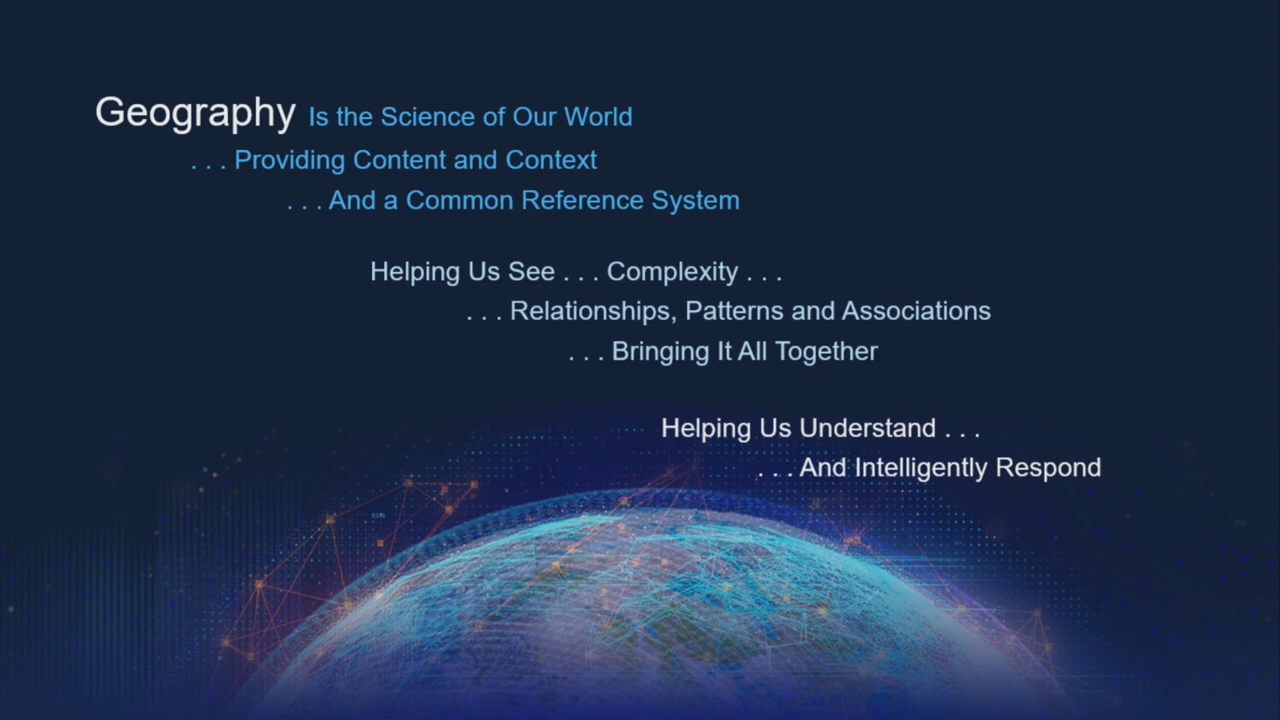 Geography Is the Science of Our World
. . . Providing Content and Context
. . . And a Common Reference System
Helping Us See . . . Complexity . . .
. . . Relationships, Patterns and Associations
. . . Bringing It All Together
Helping Us Understand . . .
. . . And Intelligently Respond